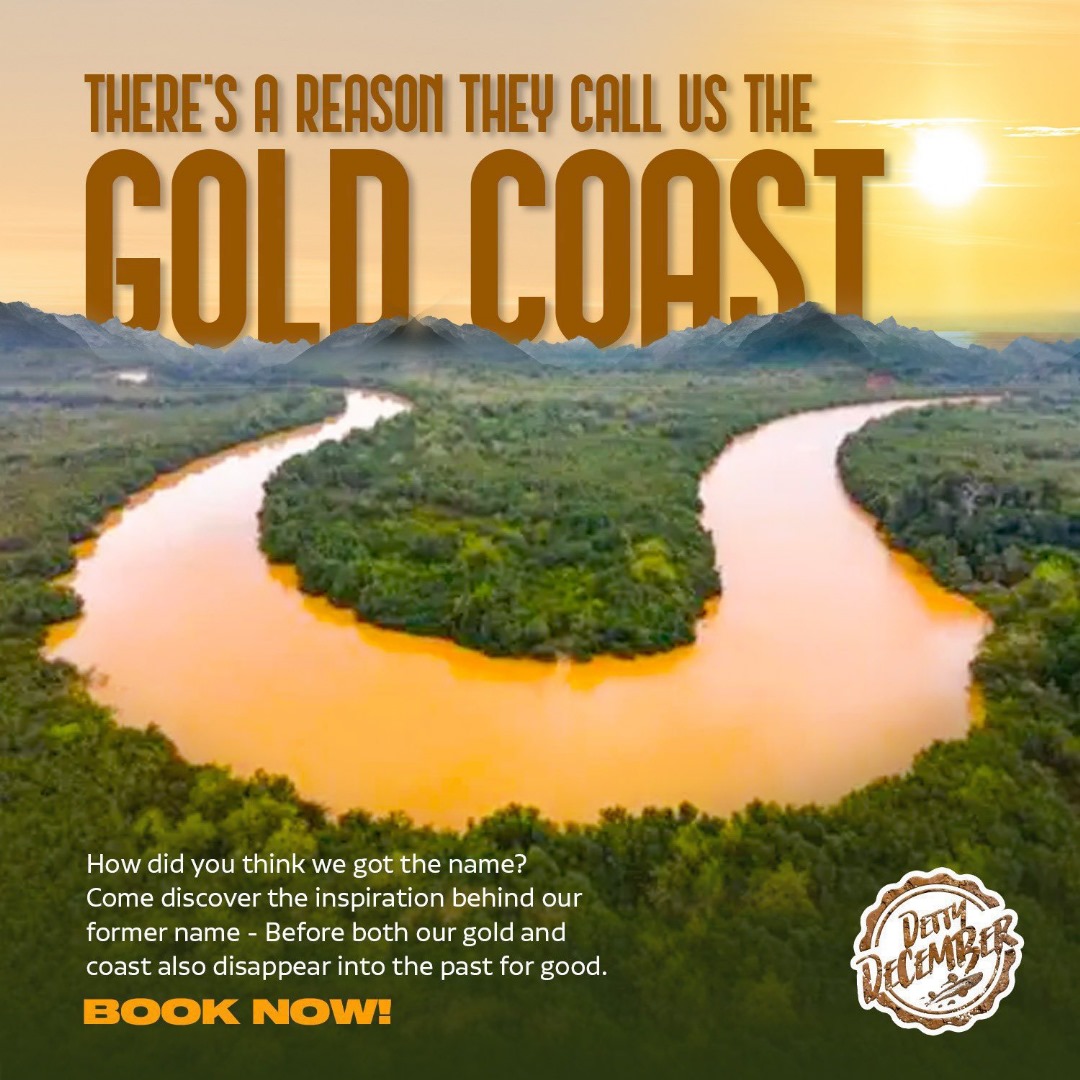 THERE'S A REASON THEY CALL US THE
GOLD COAST
How did you think we got the name?
Come discover the inspiration behind our
former name - Before both our gold and
coast also disappear into the past for good.
BOOK NOW!
DETTY
DECEMBER